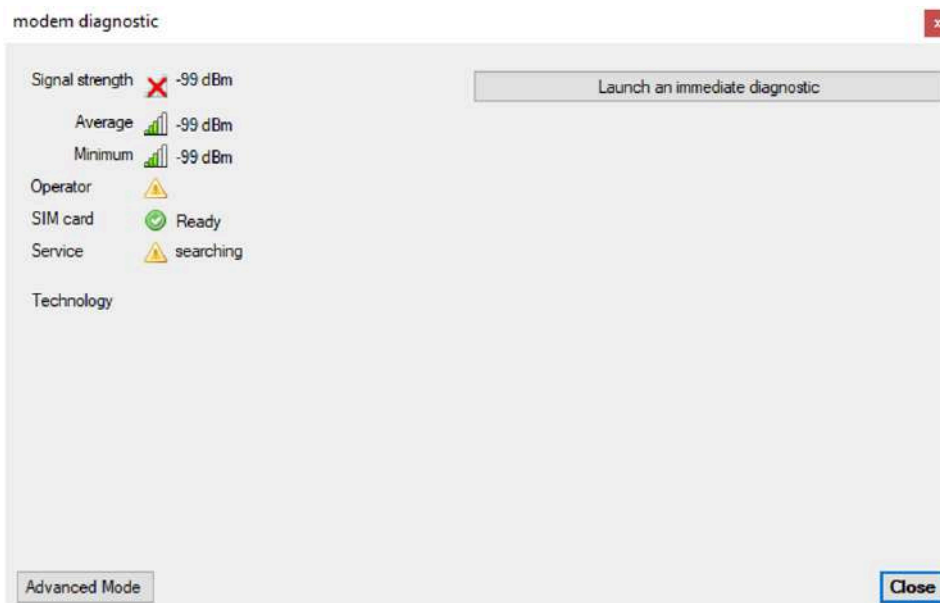 modem diagnostic
x
Signal strength -99 dBm
Launch an immediate diagnostic
Average -99 dBm
Minimum -99 dBm
Operator
SIM card Ready
Service searching
Technology
Advanced Mode
Close